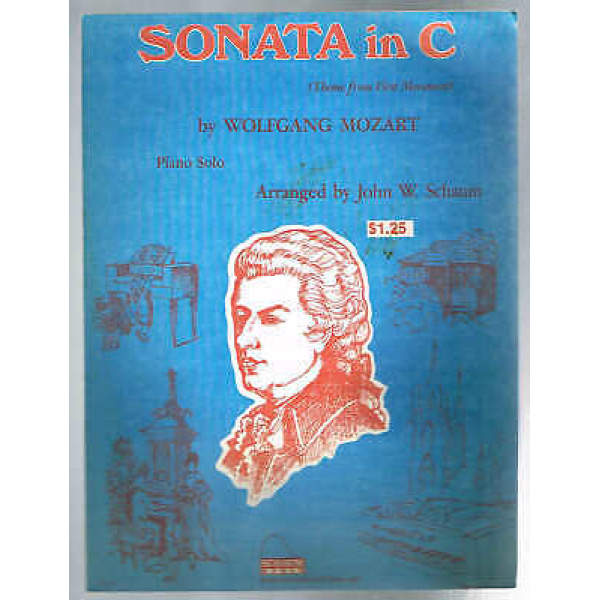 SONATA in C
(Theme from First Movement)
by WOLFGANG MOZART
Piano Solo
Arranged by John W. Schaum
$1.25